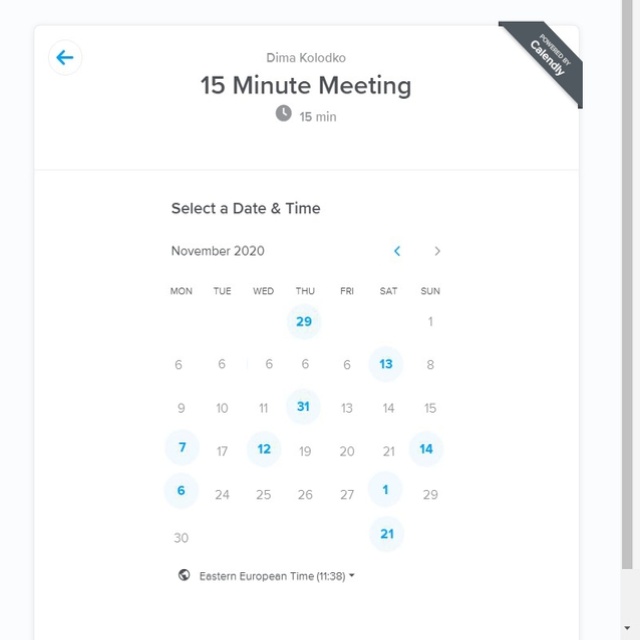 Dima Kolodko
POWERED BY
Calendly
15 Minute Meeting
15 min
Select a Date & Time
November 2020
MON TUE WED THU FRI SAT SUN
29 1
6 6 6 6 6 13 8
9 10 11 31 13 14 15
7 17 12 19 20 21 14
6 24 25 26 27 1 29
30 21
Eastern European Time (11:38)